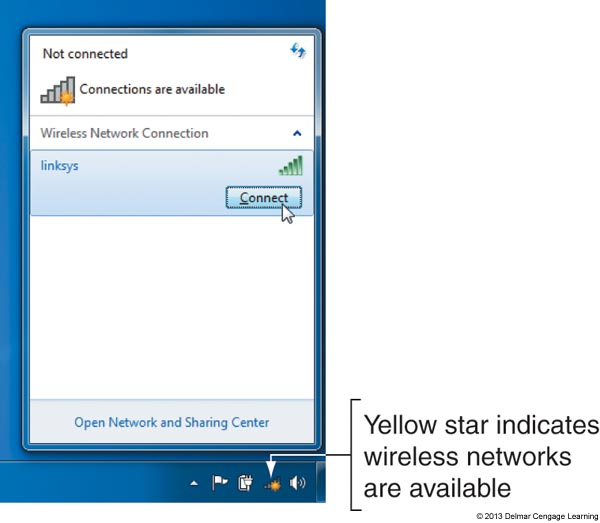 Not connected
Connections are available
Wireless Network Connection
linksys
Connect
Open Network and Sharing Center
Yellow star indicates
wireless networks
are available
© 2013 Delmar Cengage Learning